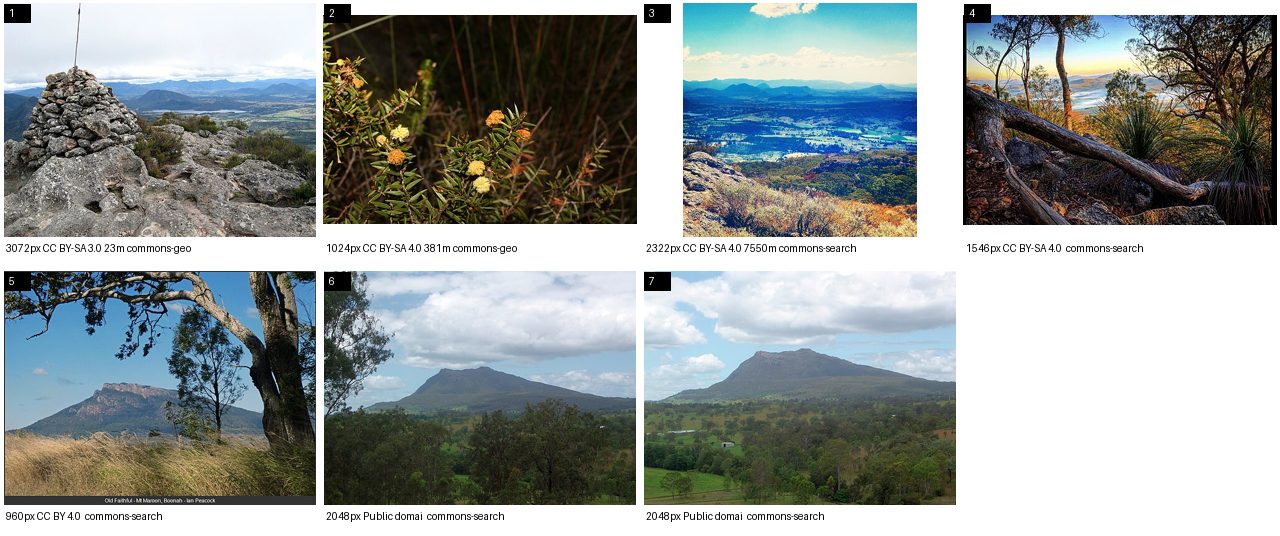 1
2
3
4
3072px CC BY-SA 3.0 23m commons-geo
1024px CC BY-SA 4.0 381m commons-geo
2322px CC BY-SA 4.0 7550m commons-search
1546px CC BY-SA 4.0 commons-search
5
6
7
Old Faithful - Mt Maroon, Boonah - Ian Peacock
960px CC BY 4.0 commons-search
2048px Public domai commons-search
2048px Public domai commons-search